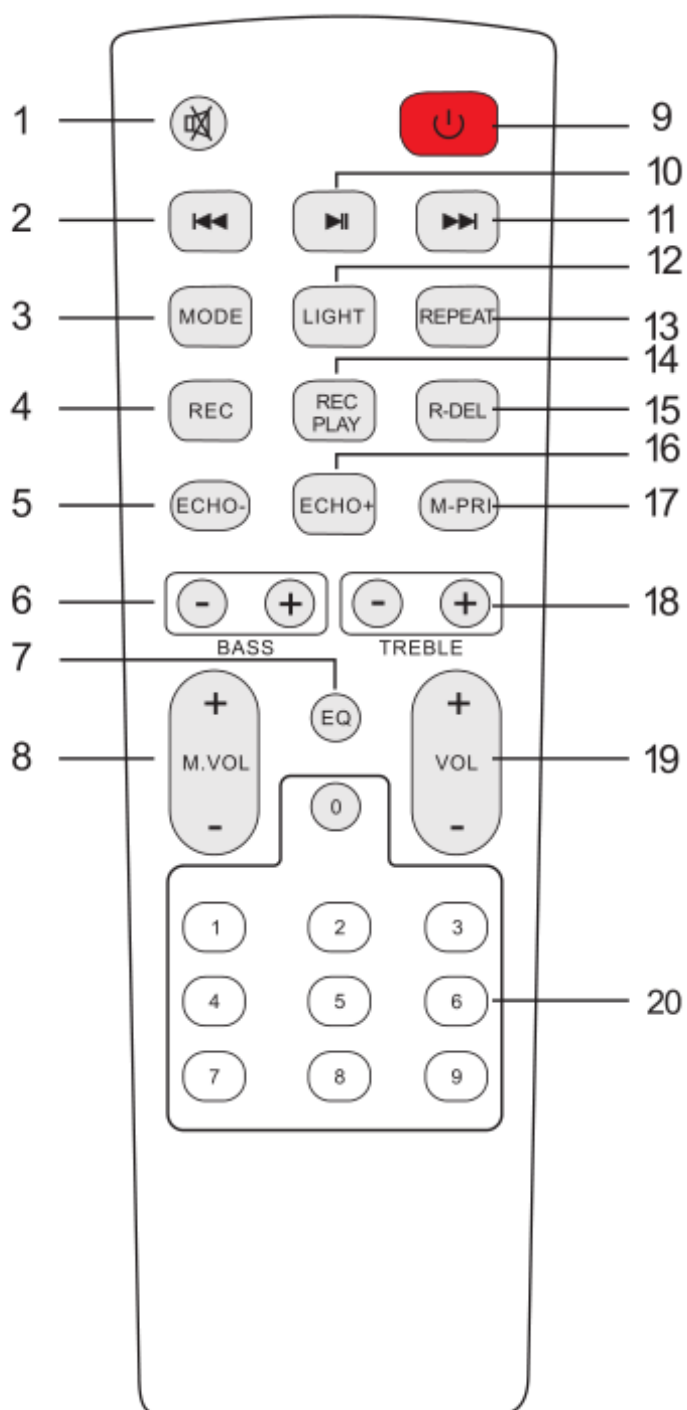 1 9
10
2 11
12
3 MODE LIGHT REPEAT 13
14
4 REC REC PLAY R-DEL 15
16
5 ECHO- ECHO+ M-PRI 17
6 - + - + 18
BASS TREBLE
7
+ EQ +
8 M.VOL VOL 19
- 0 -
1 2 3
4 5 6 20
7 8 9